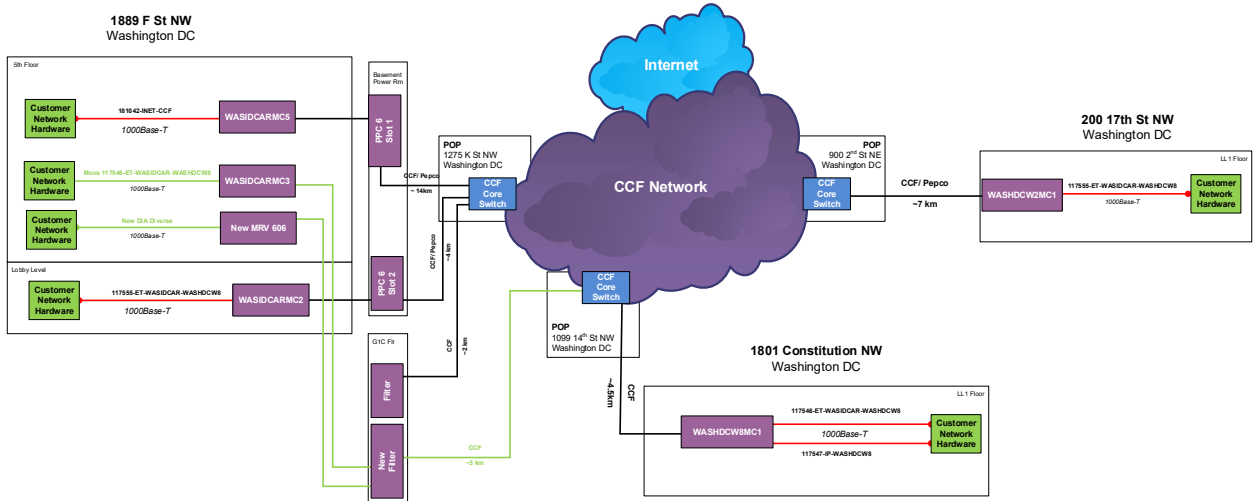 1889 F St NW
Washington DC
5th Floor
Customer
Network
Hardware
181042-INET-CCF
1000Base-T
WASIDCARMC5
Customer
Network
Hardware
Move 117546-ET-WASIDCAR-WASHDCW8
1000Base-T
WASIDCARMC3
Customer
Network
Hardware
New DIA Diverse
1000Base-T
New MRV 606
Lobby Level
Customer
Network
Hardware
117555-ET-WASIDCAR-WASHDCW8
1000Base-T
WASIDCARMC2
Basement
Power Rm
PPC 6
Slot 1
PPC 6
Slot 2
G1C Flr
Filter
New
Filter
CCF/ Pepco
~ 14km
CCF/ Pepco
~4 km
CCF
~2 km
CCF
~5 km
POP
1275 K St NW
Washington DC
CCF
Core
Switch
Internet
CCF Network
POP
900 2nd St NE
Washington DC
CCF
Core
Switch
CCF
Core
Switch
POP
1099 14th St NW
Washington DC
CCF/ Pepco
~7 km
200 17th St NW
Washington DC
LL1 Floor
WASHDCW2MC1
117555-ET-WASIDCAR-WASHDCW8
1000Base-T
Customer
Network
Hardware
CCF
~4.5km
1801 Constitution NW
Washington DC
LL1 Floor
WASHDCW8MC1
117546-ET-WASIDCAR-WASHDCW8
1000Base-T
117547-IP-WASHDCW8
Customer
Network
Hardware